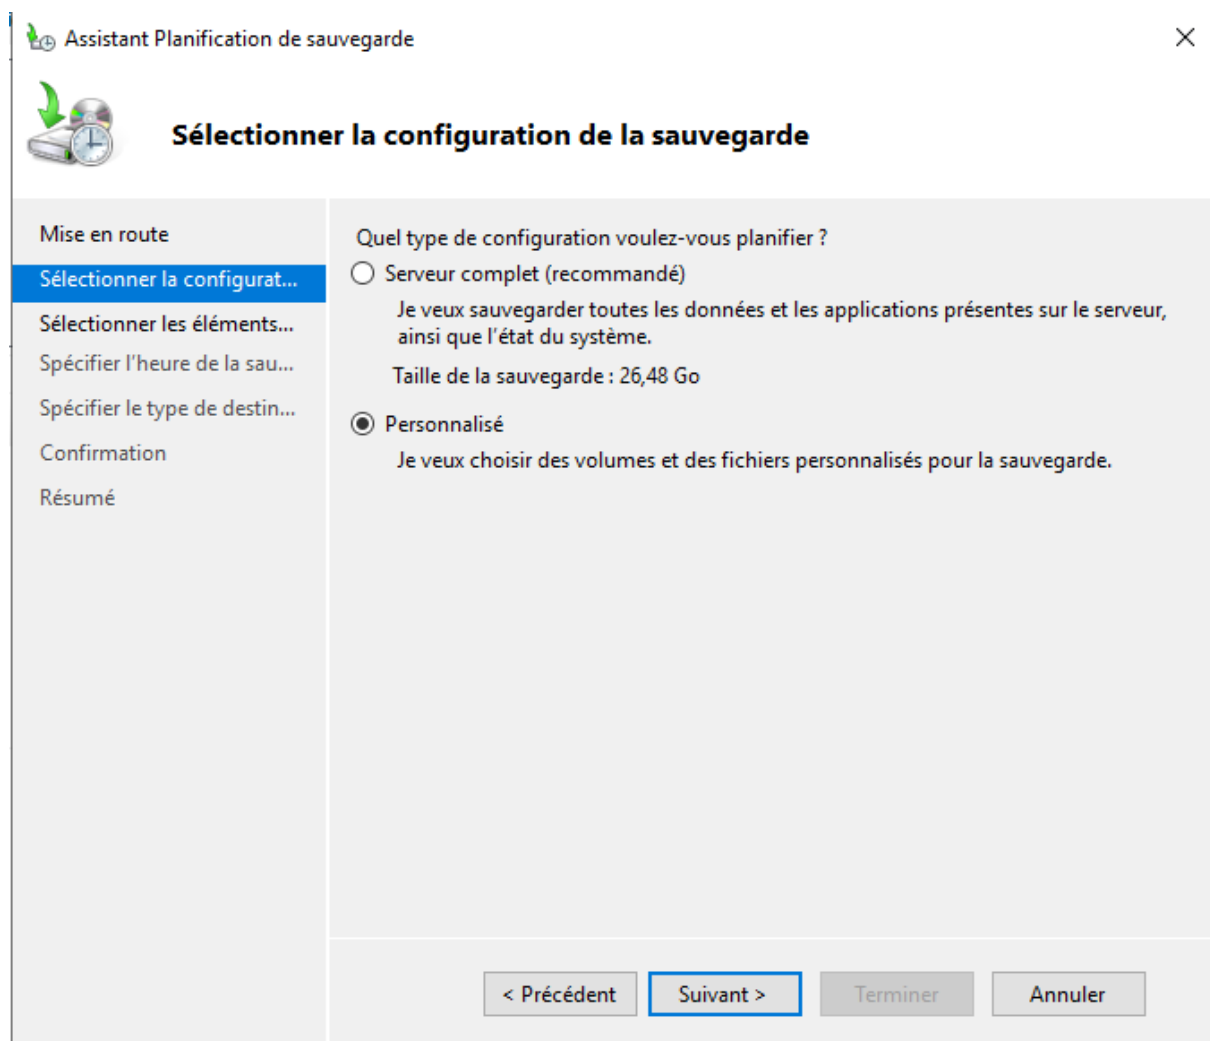 Assistant Planification de sauvegarde
Sélectionner la configuration de la sauvegarde
Mise en route
Sélectionner la configurat...
Sélectionner les éléments...
Spécifier l'heure de la sau...
Spécifier le type de destin...
Confirmation
Résumé
Quel type de configuration voulez-vous planifier ?
Serveur complet (recommandé)
Je veux sauvegarder toutes les données et les applications présentes sur le serveur,
ainsi que l'état du système.
Taille de la sauvegarde : 26,48 Go
Personnalisé
Je veux choisir des volumes et des fichiers personnalisés pour la sauvegarde.
< Précédent
Suivant >
Terminer
Annuler